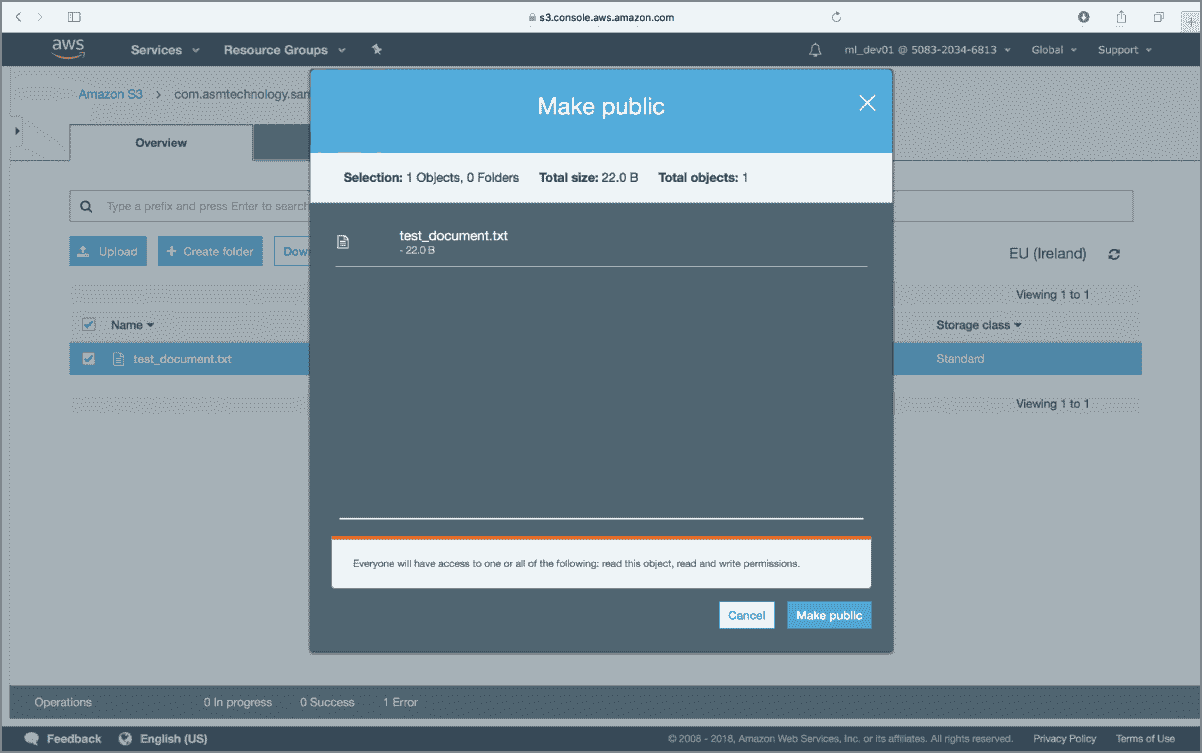 s3.console.aws.amazon.com
aws Services Resource Groups ml_dev01 @ 5083-2034-6813 Global Support
Make public
Amazon S3 com.asmtechnology.sam
Overview
Selection: 1 Objects, 0 Folders Total size: 22.0 B Total objects: 1
Type a prefix and press Enter to search
test_document.txt
- 22.0 B
Upload + Create folder Dow EU (Ireland)
Viewing 1 to 1
Name Storage class
test_document.txt Standard
Viewing 1 to 1
Everyone will have access to one or all of the following: read this object, read and write permissions.
Cancel Make public
Operations 0 In progress 0 Success 1 Error
Feedback English (US) © 2008 - 2018, Amazon Web Services, Inc. or its affiliates. All rights reserved. Privacy Policy Terms of Use